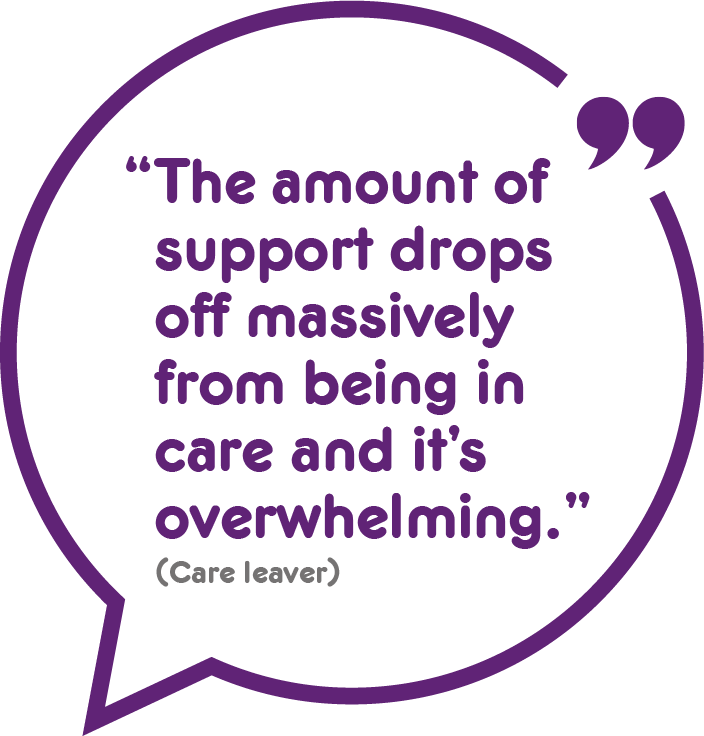 “The amount of
support drops
off massively
from being in
care and it’s
overwhelming.”
(Care leaver)